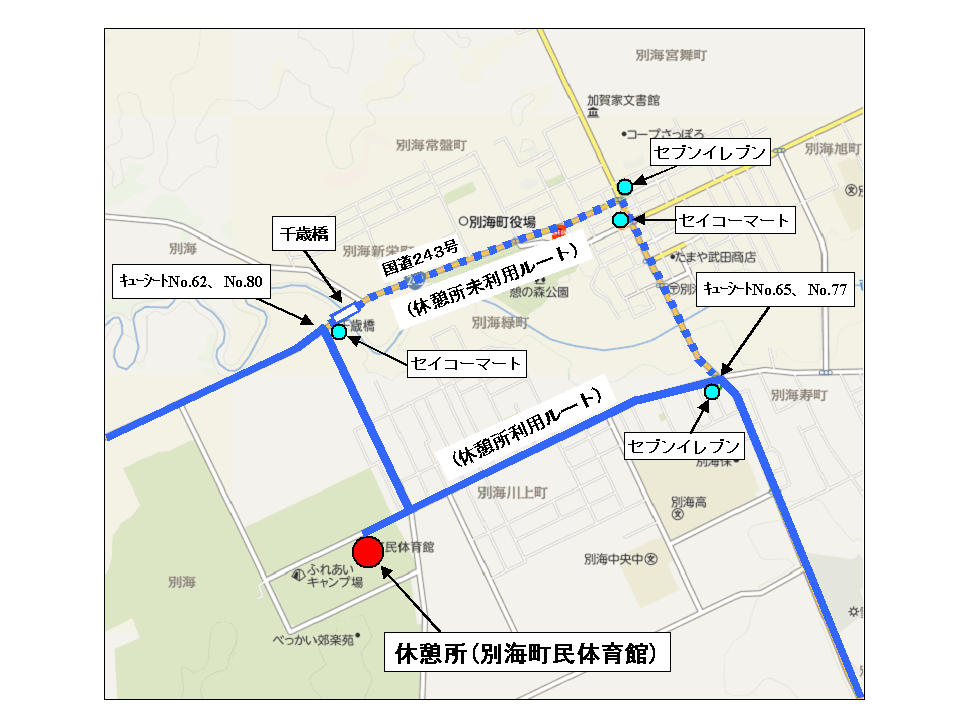 別海宮舞町
加賀家文書館
コープさっぽろ
別海常盤町
セブンイレブン
別海旭町
セイコーマート
千歳橋
別海町役場
別海
別海新栄町
国道243号
たまや武田商店
ｷｭｰｼｰﾄNo.62、No.80
(休憩所未利用ルート)
憩の森公園
別海
ｷｭｰｼｰﾄNo.65、No.77
千歳橋
別海緑町
セイコーマート
(休憩所利用ルート)
別海寿町
セブンイレブン
別海保
別海川上町
別海高
民体育館
別海中央中
ふれあい
キャンプ場
別海
べっかい郊楽苑
休憩所(別海町民体育館)